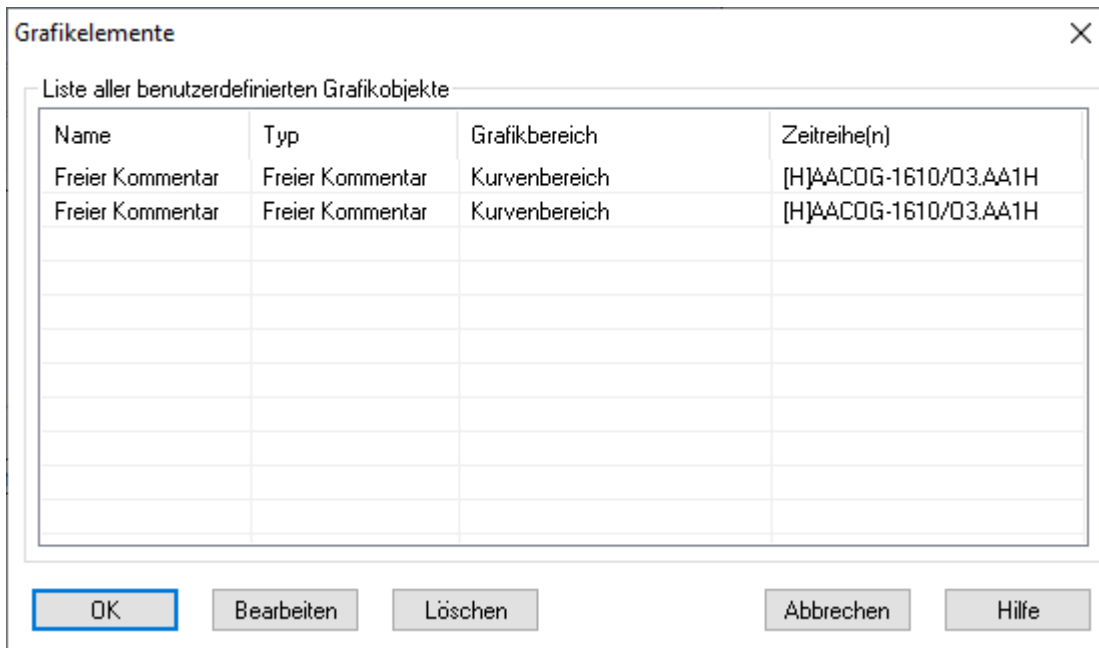 Grafikelemente
Liste aller benutzerdefinierten Grafikobjekte
Name Typ Grafikbereich Zeitreihe(n)
Freier Kommentar Freier Kommentar Kurvenbereich [H]AACOG-1610/O3.AA1H
Freier Kommentar Freier Kommentar Kurvenbereich [H]AACOG-1610/O3.AA1H
OK Bearbeiten Löschen Abbrechen Hilfe